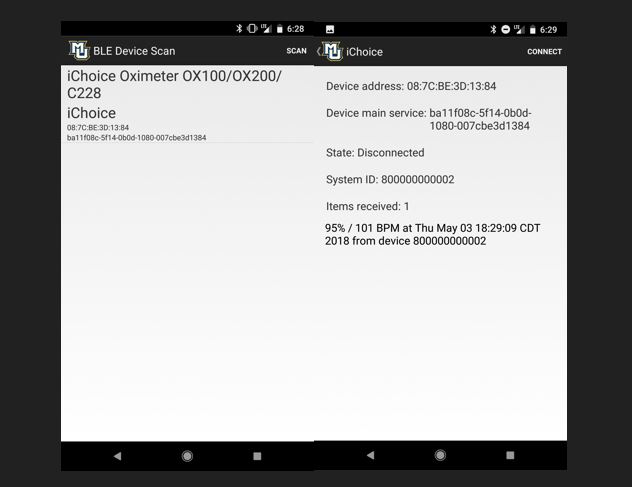 6:28
MU BLE Device Scan SCAN
iChoice Oximeter OX100/OX200/
C228
iChoice
08:7C:BE:3D:13:84
ba11f08c-5f14-0b0d-1080-007cbe3d1384
6:29
MU iChoice CONNECT
Device address: 08:7C:BE:3D:13:84
Device main service: ba11f08c-5f14-0b0d-
1080-007cbe3d1384
State: Disconnected
System ID: 800000000002
Items received: 1
95% / 101 BPM at Thu May 03 18:29:09 CDT
2018 from device 800000000002